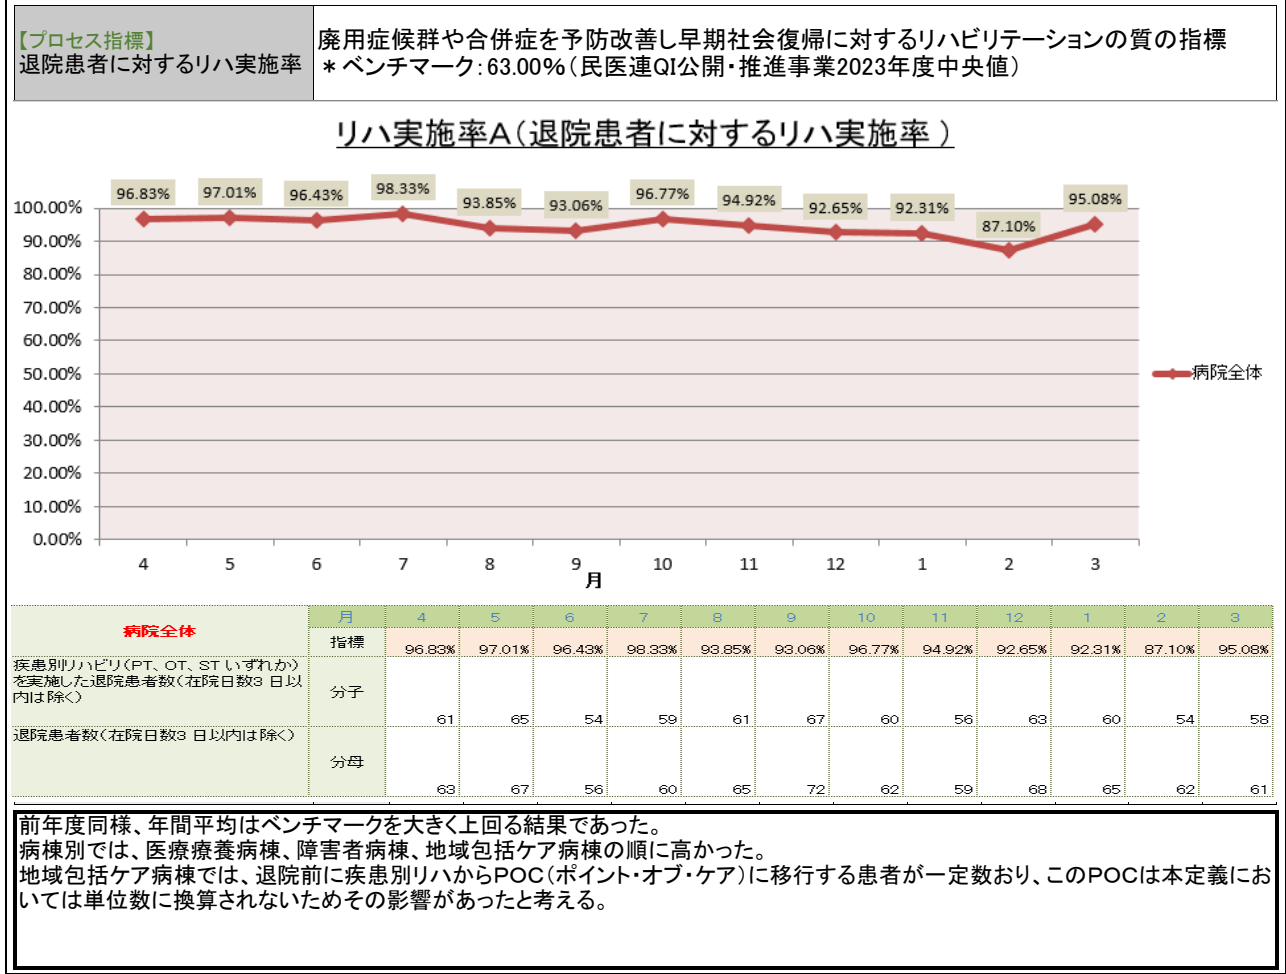 【プロセス指標】
退院患者に対するリハ実施率
廃用症候群や合併症を予防改善し早期社会復帰に対するリハビリテーションの質の指標
＊ベンチマーク：63.00％（民医連QI公開・推進事業2023年度中央値）
リハ実施率A（退院患者に対するリハ実施率 ）
96.83% 97.01% 96.43% 98.33% 93.85% 93.06% 96.77% 94.92% 92.65% 92.31% 87.10% 95.08%
100.00%
90.00%
80.00%
70.00%
60.00%
50.00%
40.00%
30.00%
20.00%
10.00%
0.00%
病院全体
4 5 6 7 8 9 10 11 12 1 2 3
月
病院全体
月 4 5 6 7 8 9 10 11 12 1 2 3
指標 96.83% 97.01% 96.43% 98.33% 93.85% 93.06% 96.77% 94.92% 92.65% 92.31% 87.10% 95.08%
疾患別リハビリ（PT、OT、ST いずれか）
を実施した退院患者数（在院日数3 日以
内は除く）
分子 61 65 54 59 61 67 60 56 63 60 54 58
退院患者数（在院日数3 日以内は除く）
分母 63 67 56 60 65 72 62 59 68 65 62 61
前年度同様、年間平均はベンチマークを大きく上回る結果であった。
病棟別では、医療療養病棟、障害者病棟、地域包括ケア病棟の順に高かった。
地域包括ケア病棟では、退院前に疾患別リハからPOC（ポイント・オブ・ケア）に移行する患者が一定数おり、このPOCは本定義にお
いては単位数に換算されないためその影響があったと考える。